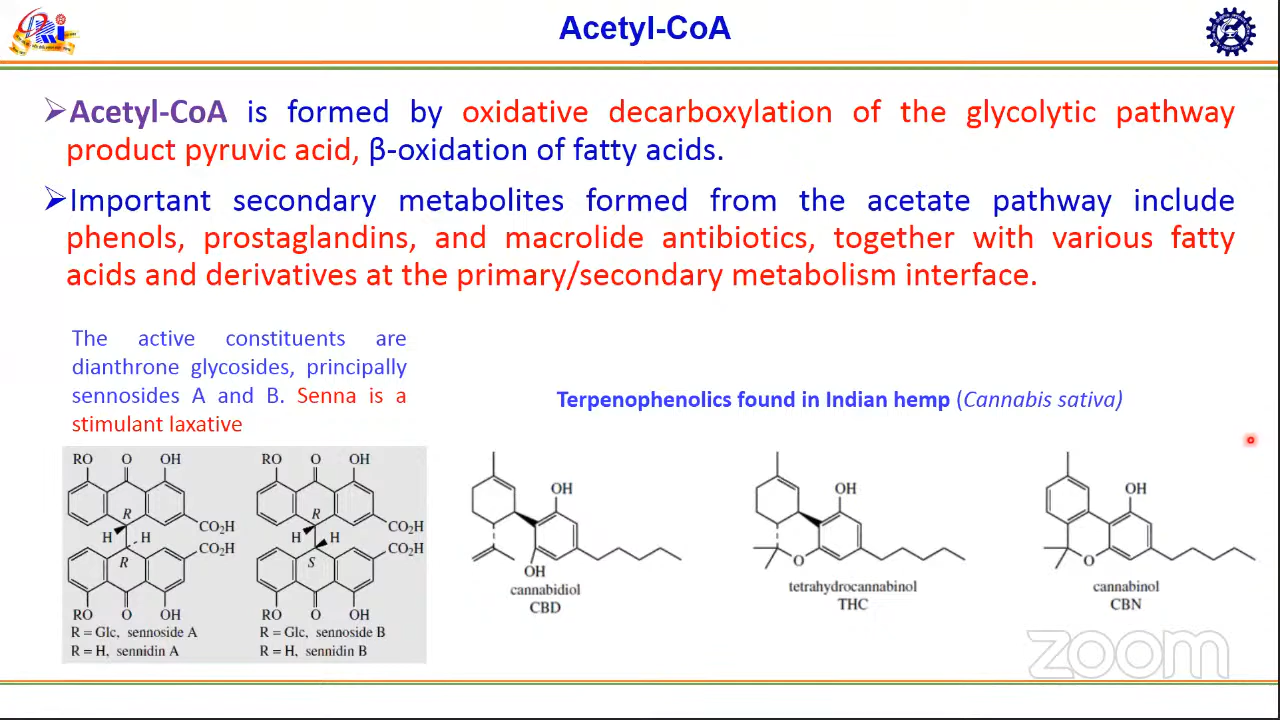 Acetyl-CoA
➢Acetyl-CoA is formed by oxidative decarboxylation of the glycolytic pathway
product pyruvic acid, β-oxidation of fatty acids.
➢Important secondary metabolites formed from the acetate pathway include
phenols, prostaglandins, and macrolide antibiotics, together with various fatty
acids and derivatives at the primary/secondary metabolism interface.
The active constituents are
dianthrone glycosides, principally
sennosides A and B. Senna is a
stimulant laxative
Terpenophenolics found in Indian hemp (Cannabis sativa)
RO O OH
R
CO₂H
H H
CO₂H
R
RO O OH
R = Glc, sennoside A
R = H, sennidin A
RO O OH
R
CO₂H
H H
CO₂H
S
RO O OH
R = Glc, sennoside B
R = H, sennidin B
OH
OH
cannabidiol
CBD
OH
O
tetrahydrocannabinol
THC
OH
O
cannabinol
CBN
zoom